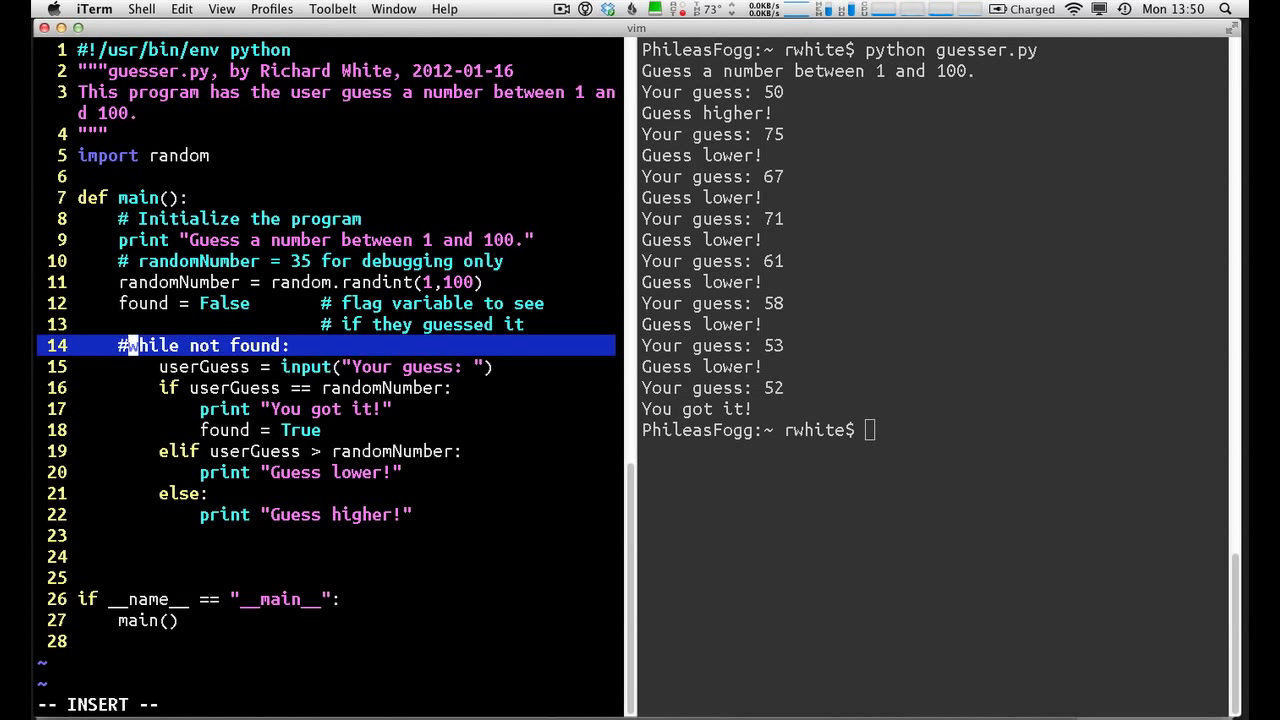 iTerm Shell Edit View Profiles Toolbelt Window Help 73° 0.0KB/s 0.0KB/s Charged Mon 13:50
vim
1 #!/usr/bin/env python
2 """guesser.py, by Richard White, 2012-01-16
3 This program has the user guess a number between 1 an
d 100.
4 """
5 import random
6
7 def main():
8 # Initialize the program
9 print "Guess a number between 1 and 100."
10 # randomNumber = 35 for debugging only
11 randomNumber = random.randint(1,100)
12 found = False # flag variable to see
13 # if they guessed it
14 #while not found:
15 userGuess = input("Your guess: ")
16 if userGuess == randomNumber:
17 print "You got it!"
18 found = True
19 elif userGuess > randomNumber:
20 print "Guess lower!"
21 else:
22 print "Guess higher!"
23
24
25
26 if __name__ == "__main__":
27 main()
28
~
~
-- INSERT --
PhileasFogg:~ rwhite$ python guesser.py
Guess a number between 1 and 100.
Your guess: 50
Guess higher!
Your guess: 75
Guess lower!
Your guess: 67
Guess lower!
Your guess: 71
Guess lower!
Your guess: 61
Guess lower!
Your guess: 58
Guess lower!
Your guess: 53
Guess lower!
Your guess: 52
You got it!
PhileasFogg:~ rwhite$